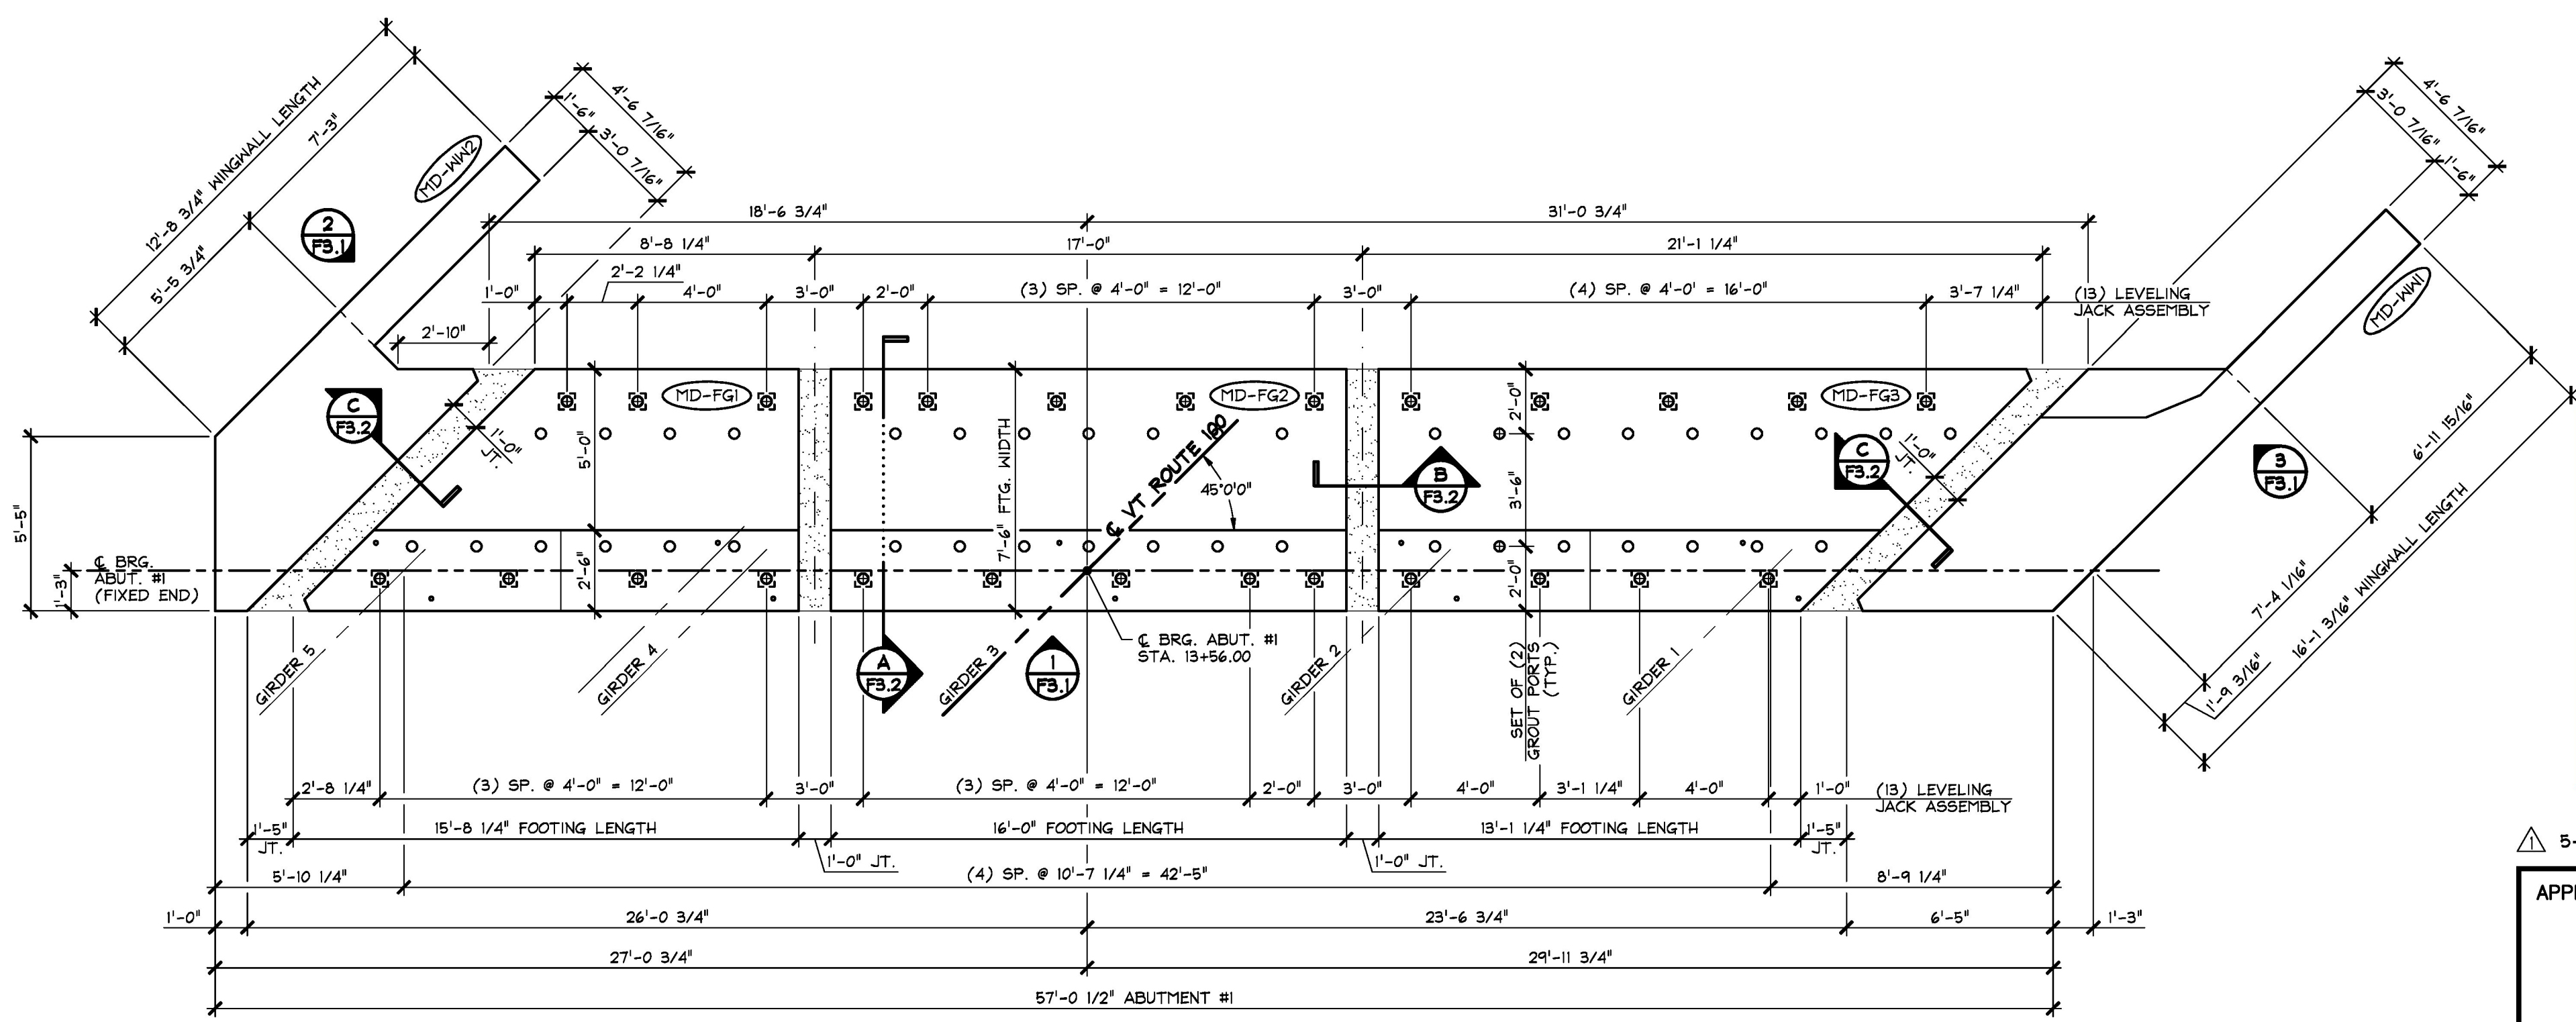 12'-8 3/4" WINGWALL LENGTH
7'-3"
5'-5 3/4"
MD-WW2
2
F3.1
1'-6"
4'-6 7/16"
3'-0 7/16"
3'-0 7/16"
4'-6 7/16"
1'-6"
18'-6 3/4"
31'-0 3/4"
8'-8 1/4"
17'-0"
21'-1 1/4"
2'-2 1/4"
1'-0"
4'-0"
3'-0"
2'-0"
(3) SP. @ 4'-0" = 12'-0"
3'-0"
(4) SP. @ 4'-0' = 16'-0"
3'-7 1/4"
(13) LEVELING
JACK ASSEMBLY
MD-WW1
2'-10"
C
F3.2
1'-0"
JT.
MD-FG1
MD-FG2
MD-FG3
5'-0"
2'-6"
7'-6" FTG. WIDTH
℄ VT ROUTE 100
45°0'0"
B
F3.2
2'-0"
3'-6"
2'-0"
C
F3.2
1'-0"
JT.
3
F3.1
6'-11 15/16"
7'-4 1/16"
16'-1 3/16" WINGWALL LENGTH
1'-9 3/16"
5'-5"
1'-3"
℄ BRG.
ABUT. #1
(FIXED END)
GIRDER 5
GIRDER 4
A
F3.2
GIRDER 3
1
F3.1
℄ BRG. ABUT. #1
STA. 13+56.00
GIRDER 2
SET OF (2)
GROUT PORTS
(TYP.)
GIRDER 1
2'-8 1/4"
(3) SP. @ 4'-0" = 12'-0"
3'-0"
(3) SP. @ 4'-0" = 12'-0"
2'-0"
3'-0"
4'-0"
3'-1 1/4"
4'-0"
1'-0"
(13) LEVELING
JACK ASSEMBLY
1'-5"
JT.
15'-8 1/4" FOOTING LENGTH
16'-0" FOOTING LENGTH
13'-1 1/4" FOOTING LENGTH
1'-5"
JT.
1'-0" JT.
1'-0" JT.
5'-10 1/4"
(4) SP. @ 10'-7 1/4" = 42'-5"
8'-9 1/4"
1'-0"
26'-0 3/4"
23'-6 3/4"
6'-5"
1'-3"
27'-0 3/4"
29'-11 3/4"
57'-0 1/2" ABUTMENT #1
1 5-